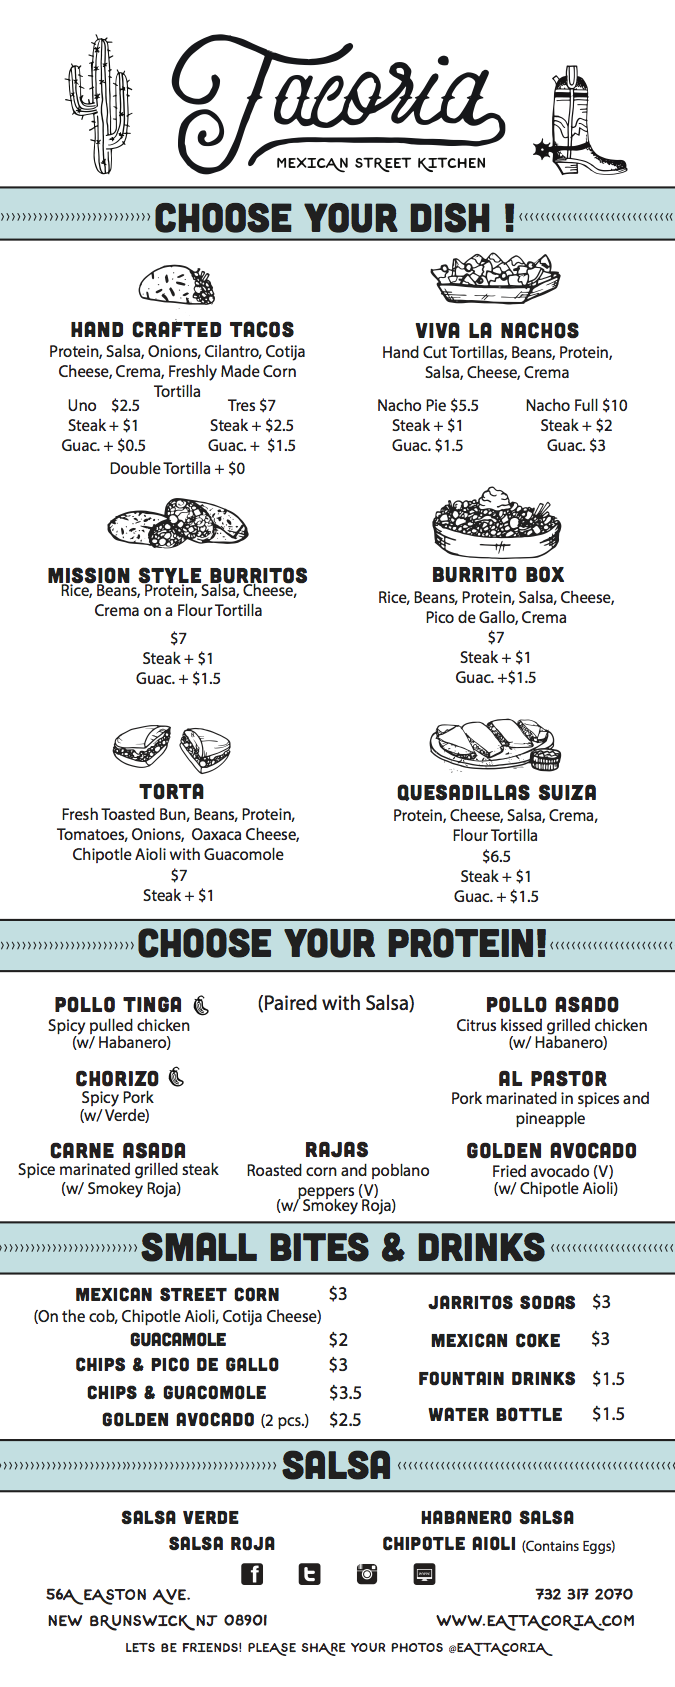 Tacoria
MEXICAN STREET KITCHEN
CHOOSE YOUR DISH !
HAND CRAFTED TACOS
Protein, Salsa, Onions, Cilantro, Cotija
Cheese, Crema, Freshly Made Corn
Tortilla
Uno $2.5 Tres $7
Steak + $1 Steak + $2.5
Guac. + $0.5 Guac. + $1.5
Double Tortilla + $0
VIVA LA NACHOS
Hand Cut Tortillas, Beans, Protein,
Salsa, Cheese, Crema
Nacho Pie $5.5 Nacho Full $10
Steak + $1 Steak + $2
Guac. $1.5 Guac. $3
MISSION STYLE BURRITOS
Rice, Beans, Protein, Salsa, Cheese,
Crema on a Flour Tortilla
$7
Steak + $1
Guac. + $1.5
BURRITO BOX
Rice, Beans, Protein, Salsa, Cheese,
Pico de Gallo, Crema
$7
Steak + $1
Guac. +$1.5
TORTA
Fresh Toasted Bun, Beans, Protein,
Tomatoes, Onions, Oaxaca Cheese,
Chipotle Aioli with Guacomole
$7
Steak + $1
QUESADILLAS SUIZA
Protein, Cheese, Salsa, Crema,
Flour Tortilla
$6.5
Steak + $1
Guac. + $1.5
CHOOSE YOUR PROTEIN!
(Paired with Salsa)
POLLO TINGA
Spicy pulled chicken
(w/ Habanero)
POLLO ASADO
Citrus kissed grilled chicken
(w/ Habanero)
CHORIZO
Spicy Pork
(w/ Verde)
AL PASTOR
Pork marinated in spices and
pineapple
CARNE ASADA
Spice marinated grilled steak
(w/ Smokey Roja)
RAJAS
Roasted corn and poblano
peppers (V)
(w/ Smokey Roja)
GOLDEN AVOCADO
Fried avocado (V)
(w/ Chipotle Aioli)
SMALL BITES & DRINKS
MEXICAN STREET CORN $3
(On the cob, Chipotle Aioli, Cotija Cheese)
GUACAMOLE $2
CHIPS & PICO DE GALLO $3
CHIPS & GUACOMOLE $3.5
GOLDEN AVOCADO (2 pcs.) $2.5
JARRITOS SODAS $3
MEXICAN COKE $3
FOUNTAIN DRINKS $1.5
WATER BOTTLE $1.5
SALSA
SALSA VERDE
SALSA ROJA
HABANERO SALSA
CHIPOTLE AIOLI (Contains Eggs)
56A EASTON AVE.
NEW BRUNSWICK NJ 08901
732 317 2070
WWW.EATTACORIA.COM
LETS BE FRIENDS! PLEASE SHARE YOUR PHOTOS @EATTACORIA